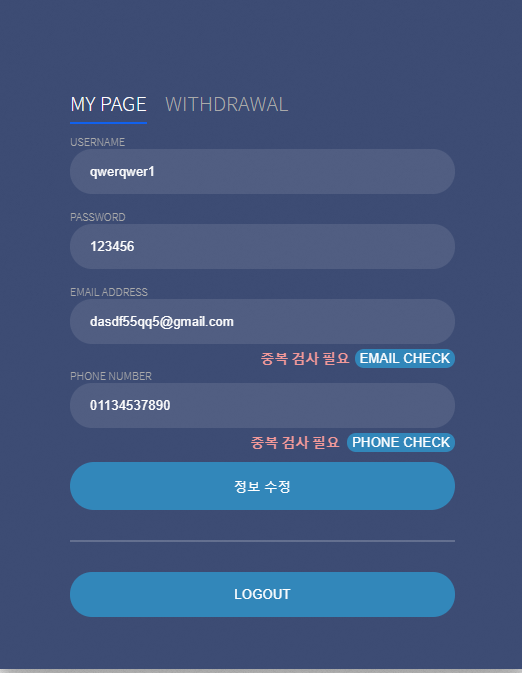 MY PAGE WITHDRAWAL
USERNAME
qwerqwer1
PASSWORD
123456
EMAIL ADDRESS
dasdf55qq5@gmail.com
중복 검사 필요 EMAIL CHECK
PHONE NUMBER
01134537890
중복 검사 필요 PHONE CHECK
정보 수정
LOGOUT